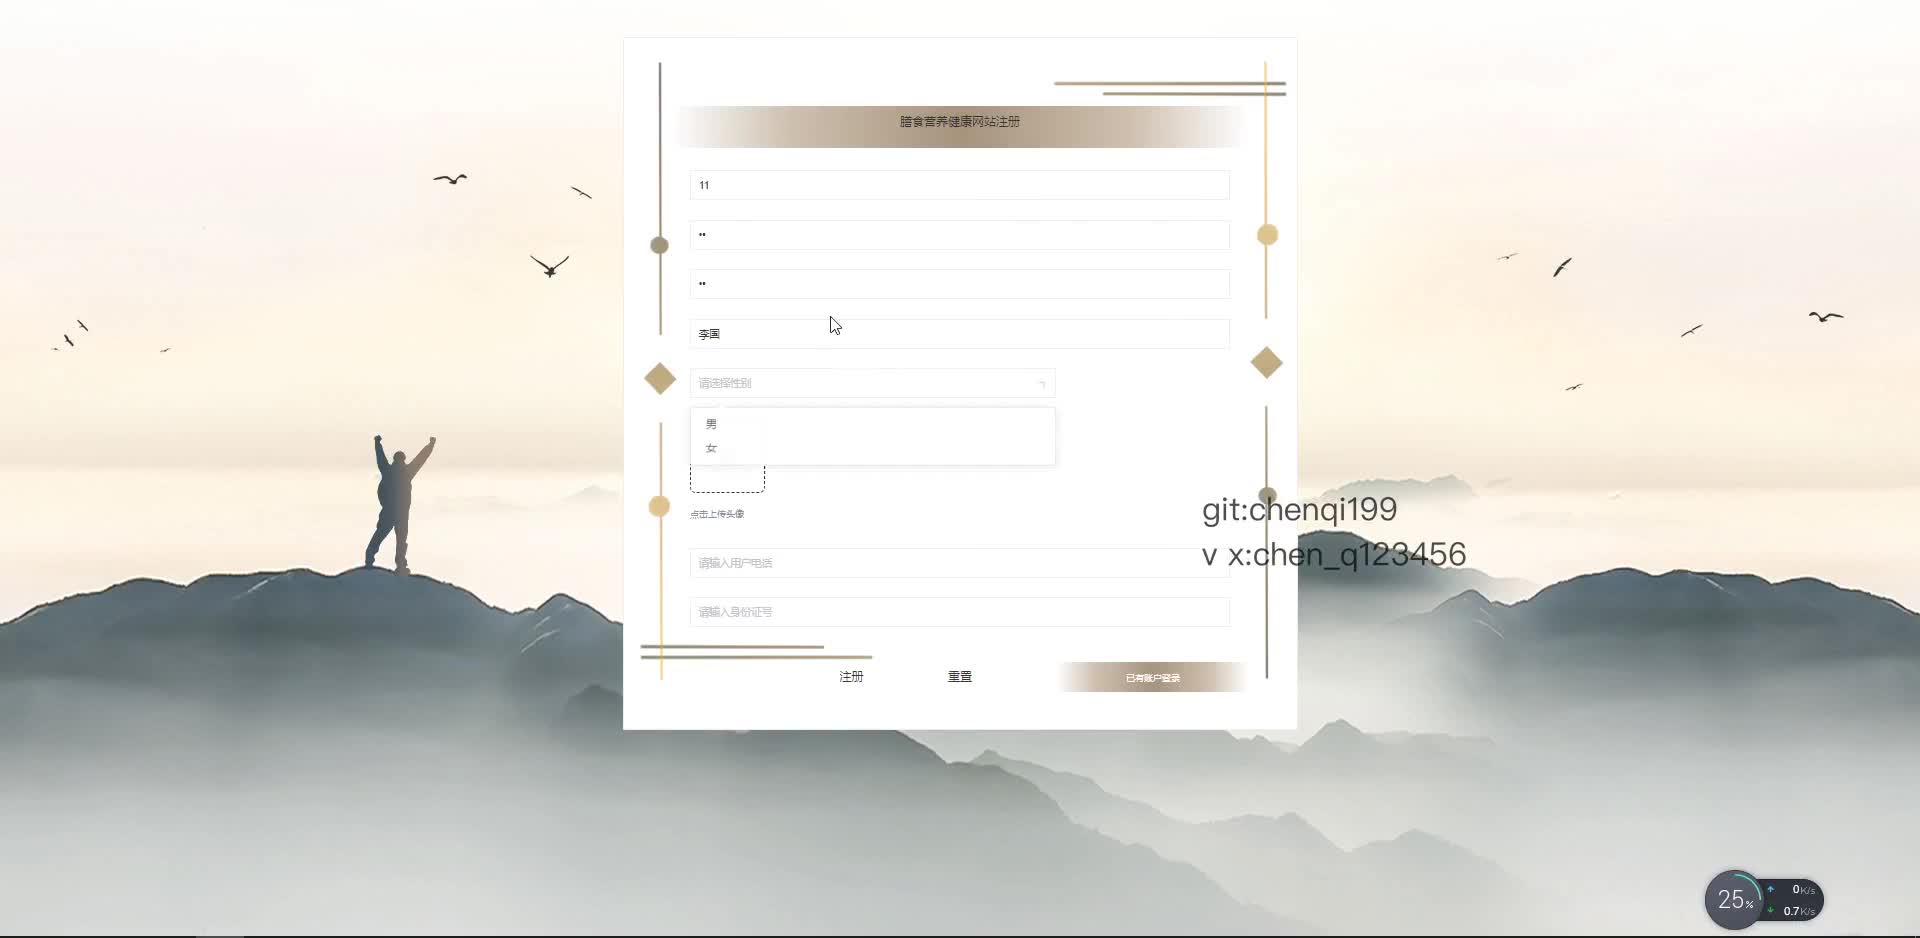 膳食营养健康网站注册
11
••
••
李国
请选择性别
男
女
点击上传头像
git:chenqi199
v x:chen_q123456
请输入用户电话
请输入身份证号
注册
重置
已有账户登录
25%
0K/s
0.7K/s